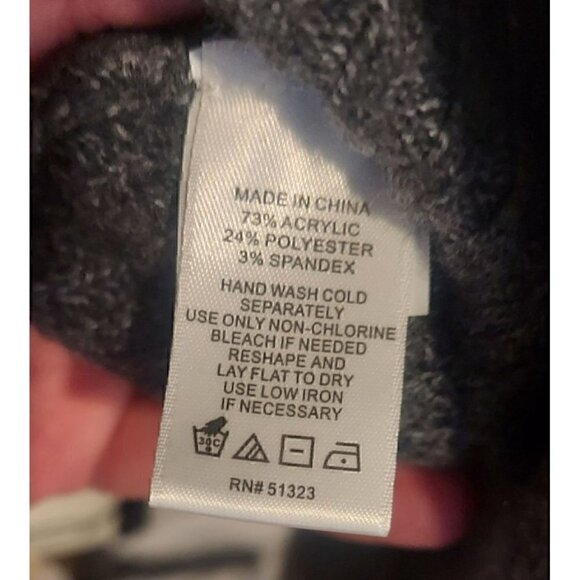 MADE IN CHINA
73% ACRYLIC
24% POLYESTER
3% SPANDEX
HAND WASH COLD
SEPARATELY
USE ONLY NON-CHLORINE
BLEACH IF NEEDED
RESHAPE AND
LAY FLAT TO DRY
USE LOW IRON
IF NECESSARY
30C
RN# 51323